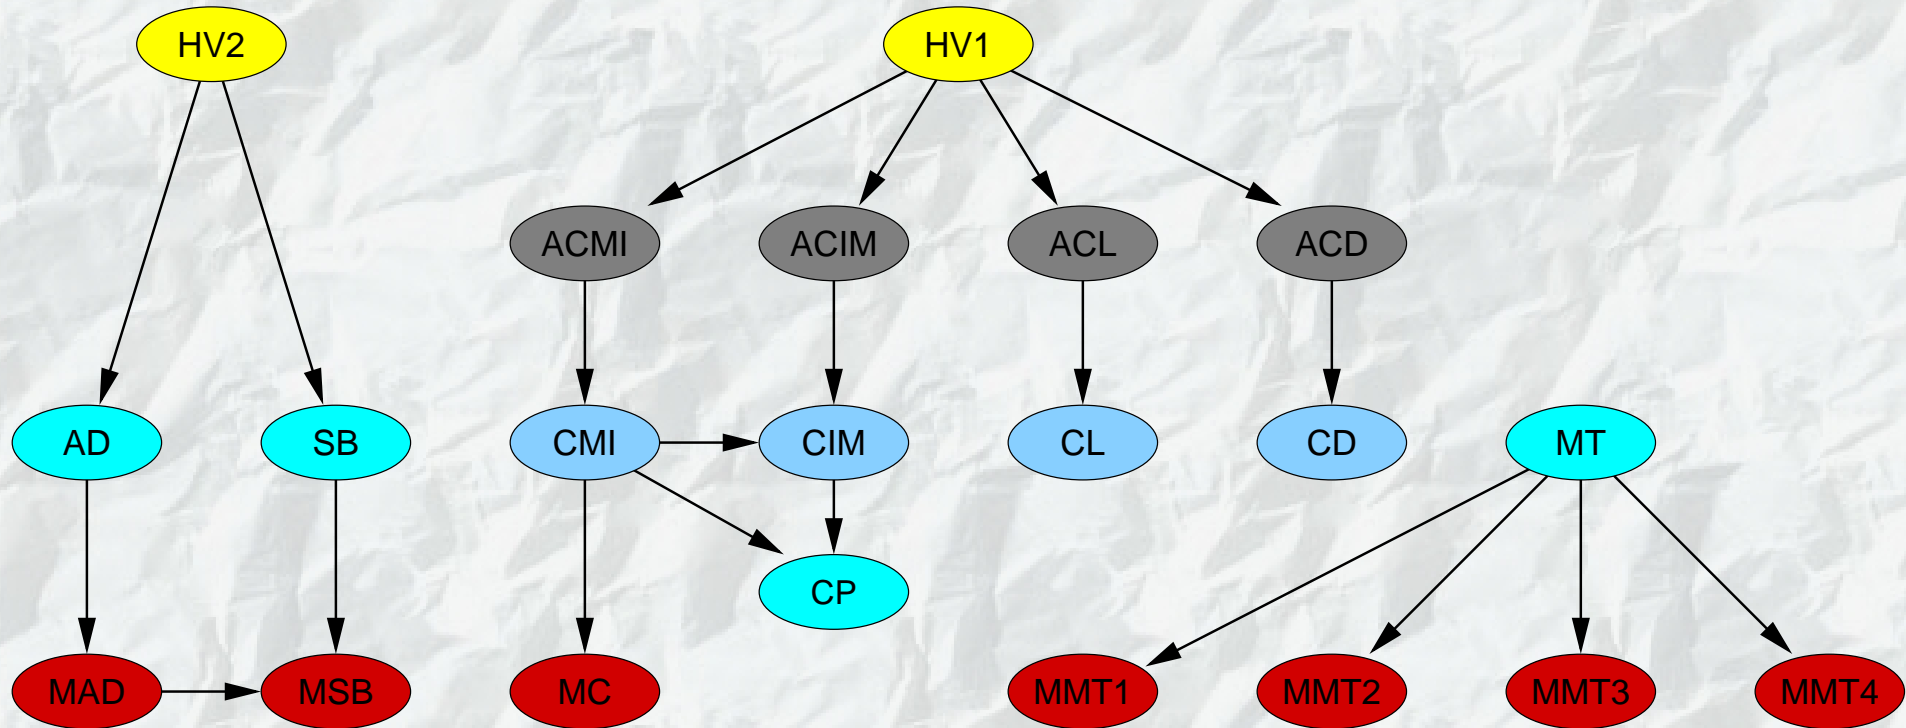 HV2 HV1
ACMI ACIM ACL ACD
AD SB CMI CIM CL CD MT
CP
MAD MSB MC MMT1 MMT2 MMT3 MMT4